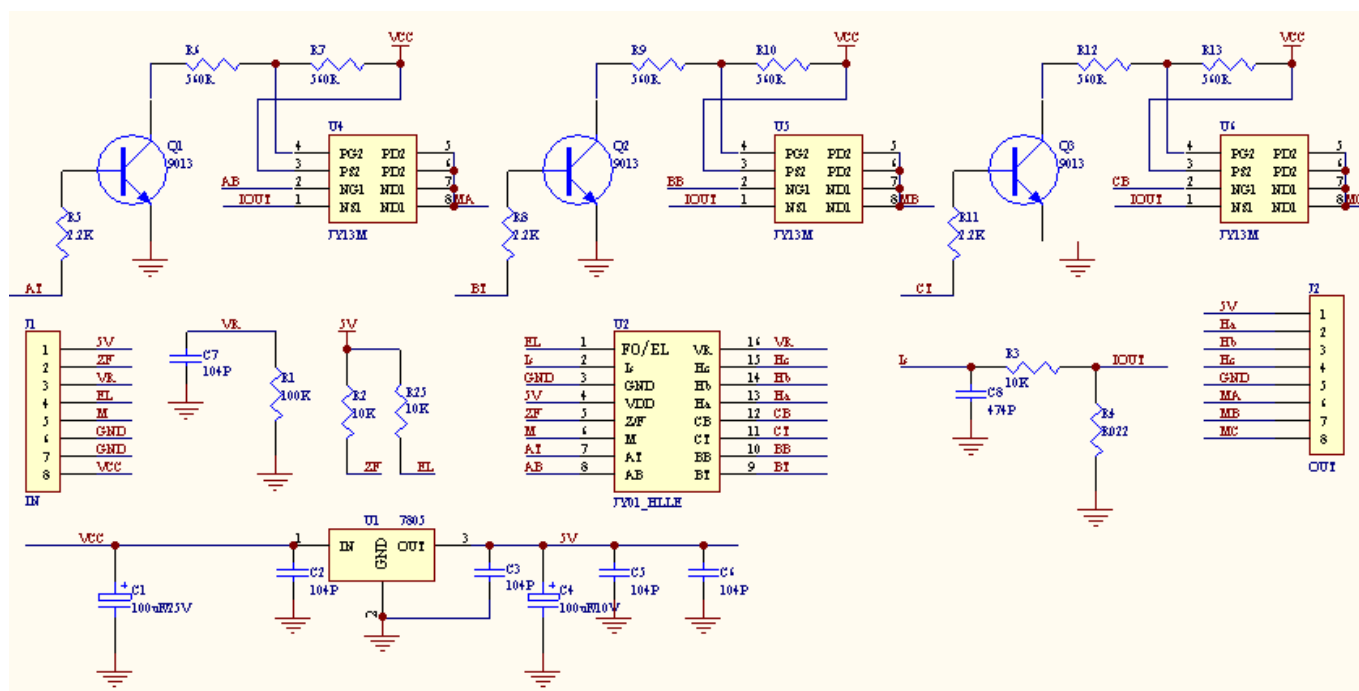 VCC VCC VCC
R6 R7 R9 R10 R12 R13
560R 560R 560R 560R 560R 560R
U4 U5 U6
Q1 4 PG2 PD2 5 Q2 4 PG2 PD2 5 Q3 4 PG2 PD2 5
9013 3 PS2 PD2 6 9013 3 PS2 PD2 6 9013 3 PS2 PD2 6
AB 2 NG1 ND1 7 BB 2 NG1 ND1 7 CB 2 NG1 ND1 7
IOUT 1 NS1 ND1 8 MA IOUT 1 NS1 ND1 8 MB IOUT 1 NS1 ND1 8
R5 R8 R11
2.2K JY13M 2.2K JY13M 2.2K JY13M
AT BT CT
J1
1 5V
2 ZF
3 VR
4 EL
5 M
6 GND
7 GND
8 VCC
IN
VR
C7
104P
R1
100K
5V
R2
10K
R25
10K
ZF EL
U2
EL 1 FO/EL VR 16 VR
Is 2 Is Hc 15 Hc
GND 3 GND Hb 14 Hb
5V 4 VDD Ha 13 Ha
ZF 5 Z/F CB 12 CB
M 6 M CT 11 CT
AT 7 AT BB 10 BB
AB 8 AB BT 9 BT
JY01_HLLE
Is R3 IOUT
10K
C8
474P
R4
R022
J2
5V 1
Ha 2
Hb 3
Hc 4
GND 5
MA 6
MB 7
MC 8
OUT
U1 7805
VCC 1 IN GND OUT 3 5V
2
C1
100uF/25V
C2
104P
C3
104P
C4
100uF/10V
C5
104P
C6
104P